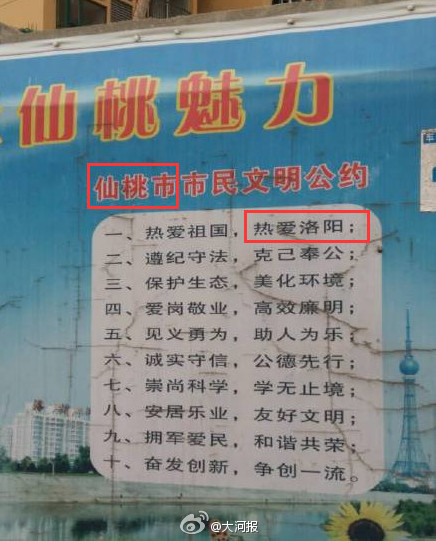 仙桃魅力
仙桃市市民文明公约
一、热爱祖国，热爱洛阳；
二、遵纪守法，克己奉公；
三、保护生态，美化环境；
四、爱岗敬业，高效廉明；
五、见义勇为，助人为乐；
六、诚实守信，公德先行；
七、崇尚科学，学无止境；
八、安居乐业，友好文明；
九、拥军爱民，和谐共荣；
十、奋发创新，争创一流。
@大河报